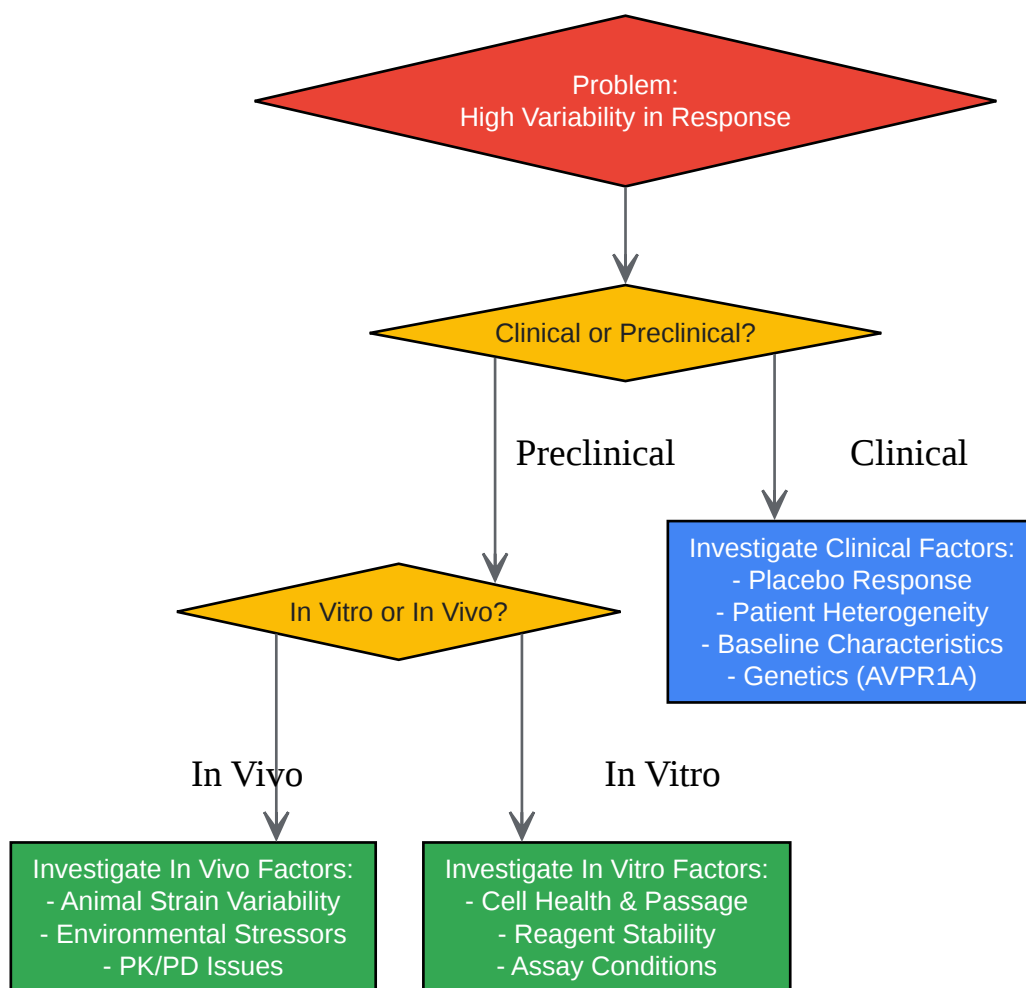 Problem:
High Variability in Response
Clinical or Preclinical?
Preclinical
Clinical
Investigate Clinical Factors:
- Placebo Response
- Patient Heterogeneity
- Baseline Characteristics
- Genetics (AVPR1A)
In Vitro or In Vivo?
In Vivo
In Vitro
Investigate In Vivo Factors:
- Animal Strain Variability
- Environmental Stressors
- PK/PD Issues
Investigate In Vitro Factors:
- Cell Health & Passage
- Reagent Stability
- Assay Conditions